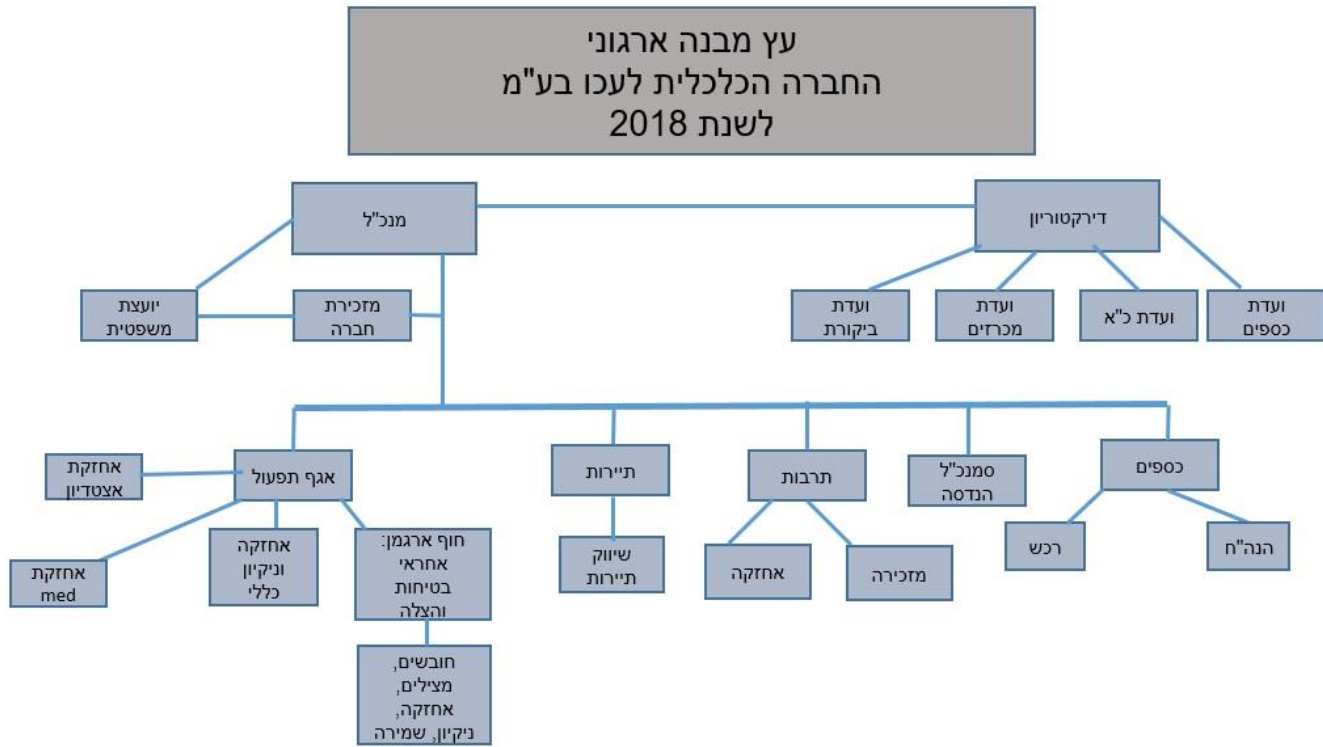 עץ מבנה ארגוני
החברה הכלכלית לעכו בע"מ
לשנת 2018
דירקטוריון
מנכ"ל
ועדת
כספים
ועדת כ"א
ועדת
מכרזים
ועדת
ביקורת
מזכירת
חברה
יועצת
משפטית
כספים
סמנכ"ל
הנדסה
תרבות
תיירות
אגף תפעול
אחזקת
אצטדיון
הנה"ח
רכש
מזכירה
אחזקה
שיווק
תיירות
חוף ארגמן:
אחראי
בטיחות
והצלה
אחזקה
וניקיון
כללי
אחזקת
med
חובשים,
מצילים,
אחזקה,
ניקיון, שמירה